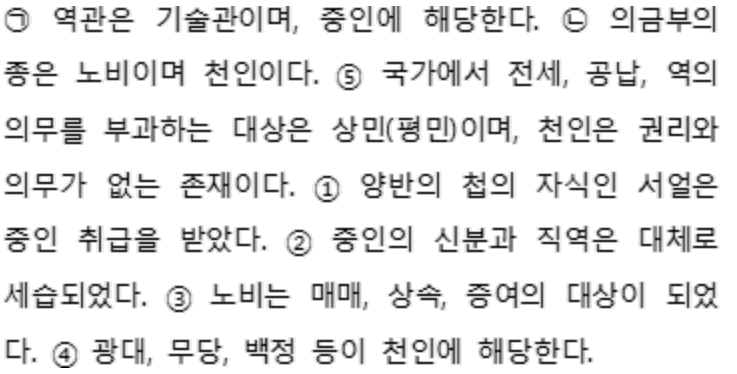 ㉠ 역관은 기술관이며, 중인에 해당한다. ㉡ 의금부의
종은 노비이며 천인이다. ⑤ 국가에서 전세, 공납, 역의
의무를 부과하는 대상은 상민(평민)이며, 천인은 권리와
의무가 없는 존재이다. ① 양반의 첩의 자식인 서얼은
중인 취급을 받았다. ② 중인의 신분과 직역은 대체로
세습되었다. ③ 노비는 매매, 상속, 증여의 대상이 되었
다. ④ 광대, 무당, 백정 등이 천인에 해당한다.